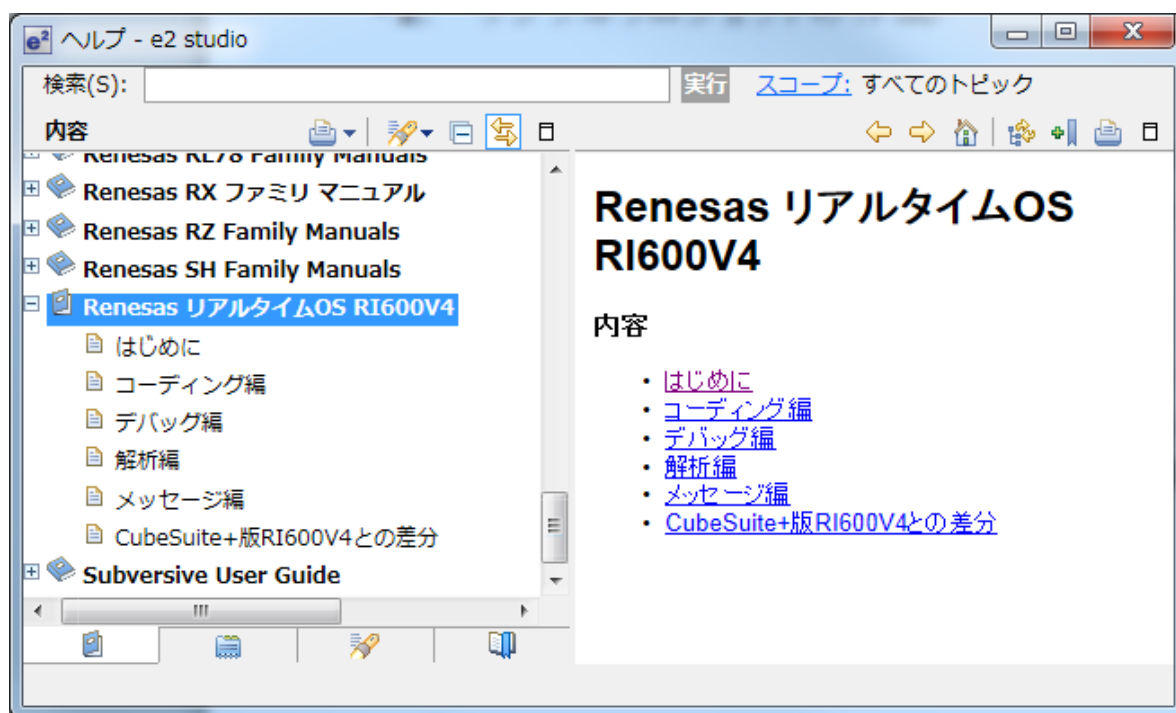 ヘルプ - e2 studio
検索(S):
実行
スコープ: すべてのトピック
内容
Renesas RL78 Family Manuals
Renesas RX ファミリ マニュアル
Renesas RZ Family Manuals
Renesas SH Family Manuals
Renesas リアルタイムOS RI600V4
はじめに
コーディング編
デバッグ編
解析編
メッセージ編
CubeSuite+版RI600V4との差分
Subversive User Guide
Renesas リアルタイムOS
RI600V4
内容
• はじめに
• コーディング編
• デバッグ編
• 解析編
• メッセージ編
• CubeSuite+版RI600V4との差分